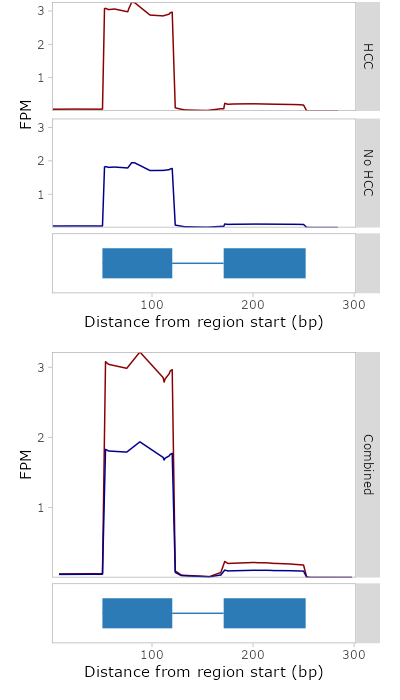 3
2
1
HCC
FPM
3
2
1
No HCC
100 200 300
Distance from region start (bp)
3
2
1
FPM
Combined
100 200 300
Distance from region start (bp)